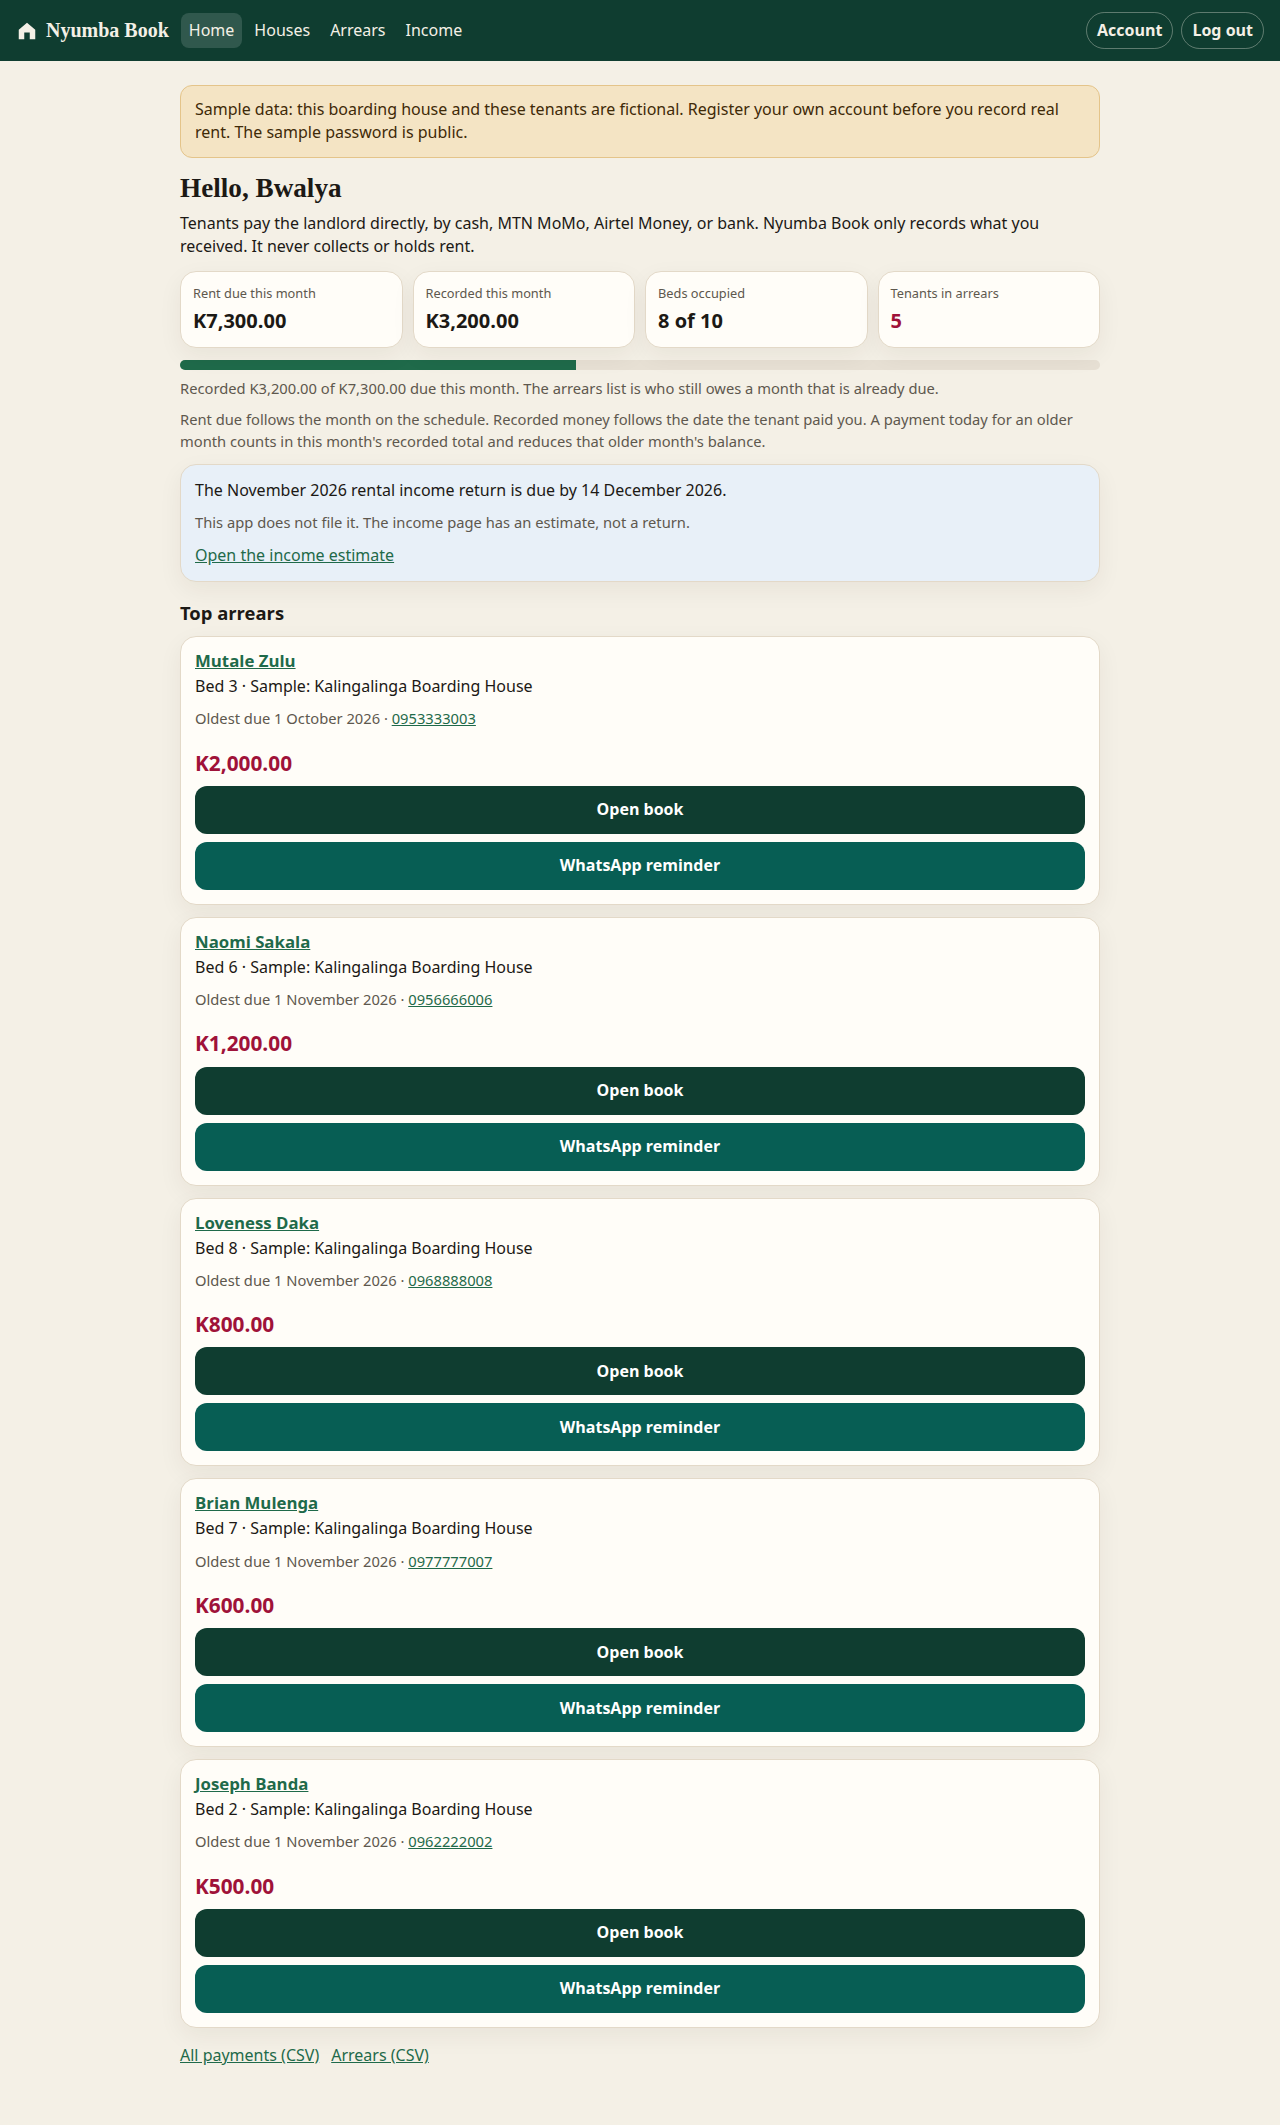 Nyumba Book Home Houses Arrears Income Account Log out
Sample data: this boarding house and these tenants are fictional. Register your own account before you record real
rent. The sample password is public.
Hello, Bwalya
Tenants pay the landlord directly, by cash, MTN MoMo, Airtel Money, or bank. Nyumba Book only records what you
received. It never collects or holds rent.
Rent due this month
K7,300.00
Recorded this month
K3,200.00
Beds occupied
8 of 10
Tenants in arrears
5
Recorded K3,200.00 of K7,300.00 due this month. The arrears list is who still owes a month that is already due.
Rent due follows the month on the schedule. Recorded money follows the date the tenant paid you. A payment today for an older
month counts in this month's recorded total and reduces that older month's balance.
The November 2026 rental income return is due by 14 December 2026.
This app does not file it. The income page has an estimate, not a return.
Open the income estimate
Top arrears
Mutale Zulu
Bed 3 · Sample: Kalingalinga Boarding House
Oldest due 1 October 2026 · 0953333003
K2,000.00
Open book
WhatsApp reminder
Naomi Sakala
Bed 6 · Sample: Kalingalinga Boarding House
Oldest due 1 November 2026 · 0956666006
K1,200.00
Open book
WhatsApp reminder
Loveness Daka
Bed 8 · Sample: Kalingalinga Boarding House
Oldest due 1 November 2026 · 0968888008
K800.00
Open book
WhatsApp reminder
Brian Mulenga
Bed 7 · Sample: Kalingalinga Boarding House
Oldest due 1 November 2026 · 0977777007
K600.00
Open book
WhatsApp reminder
Joseph Banda
Bed 2 · Sample: Kalingalinga Boarding House
Oldest due 1 November 2026 · 0962222002
K500.00
Open book
WhatsApp reminder
All payments (CSV) Arrears (CSV)